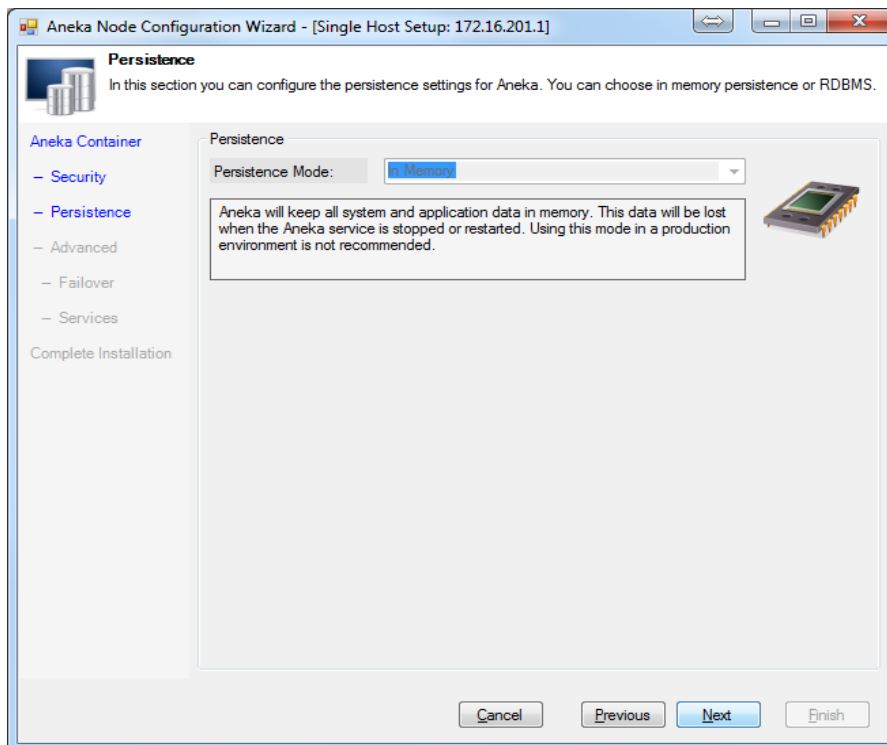 Aneka Node Configuration Wizard - [Single Host Setup: 172.16.201.1]
Persistence
In this section you can configure the persistence settings for Aneka. You can choose in memory persistence or RDBMS.
Aneka Container
– Security
– Persistence
– Advanced
– Failover
– Services
Complete Installation
Persistence
Persistence Mode:
In Memory
Aneka will keep all system and application data in memory. This data will be lost
when the Aneka service is stopped or restarted. Using this mode in a production
environment is not recommended.
Cancel
Previous
Next
Finish